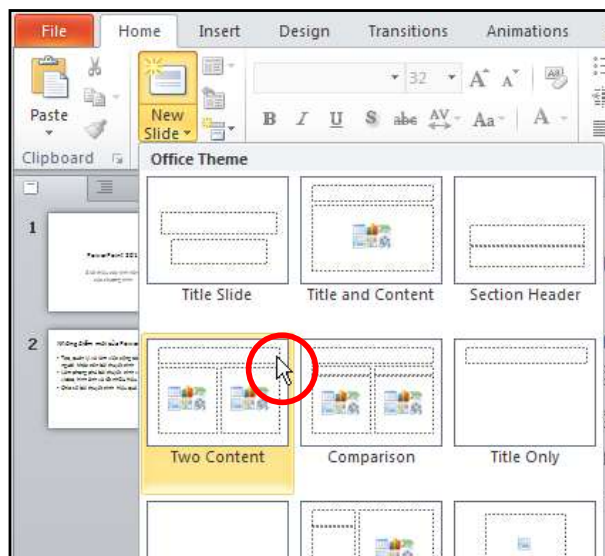 File Home Insert Design Transitions Animations
Paste
New
Slide
32
B I U S abc AV Aa A
Clipboard
Office Theme
1
Title Slide Title and Content Section Header
2
Two Content Comparison Title Only